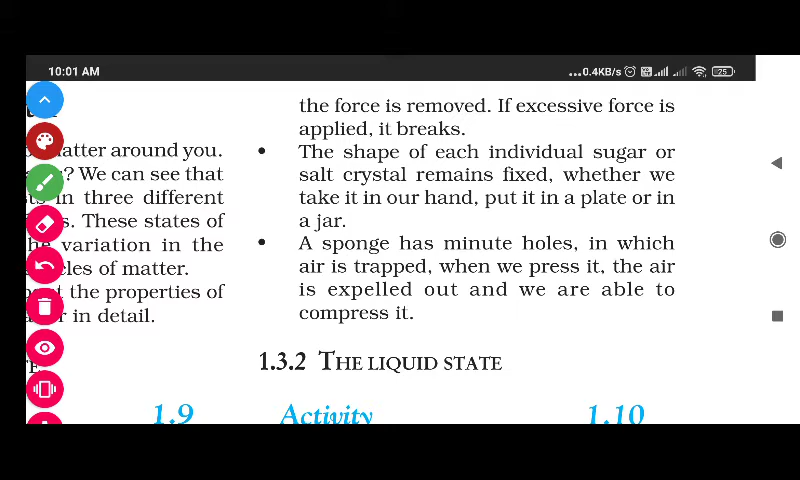 10:01 AM
...0.4KB/s
25
the force is removed. If excessive force is
applied, it breaks.
• The shape of each individual sugar or
salt crystal remains fixed, whether we
take it in our hand, put it in a plate or in
a jar.
• A sponge has minute holes, in which
air is trapped, when we press it, the air
is expelled out and we are able to
compress it.
1.3.2 THE LIQUID STATE
matter around you.
? We can see that
in three different
. These states of
variation in the
of matter.
the properties of
in detail.
1.9
Activity 1.10